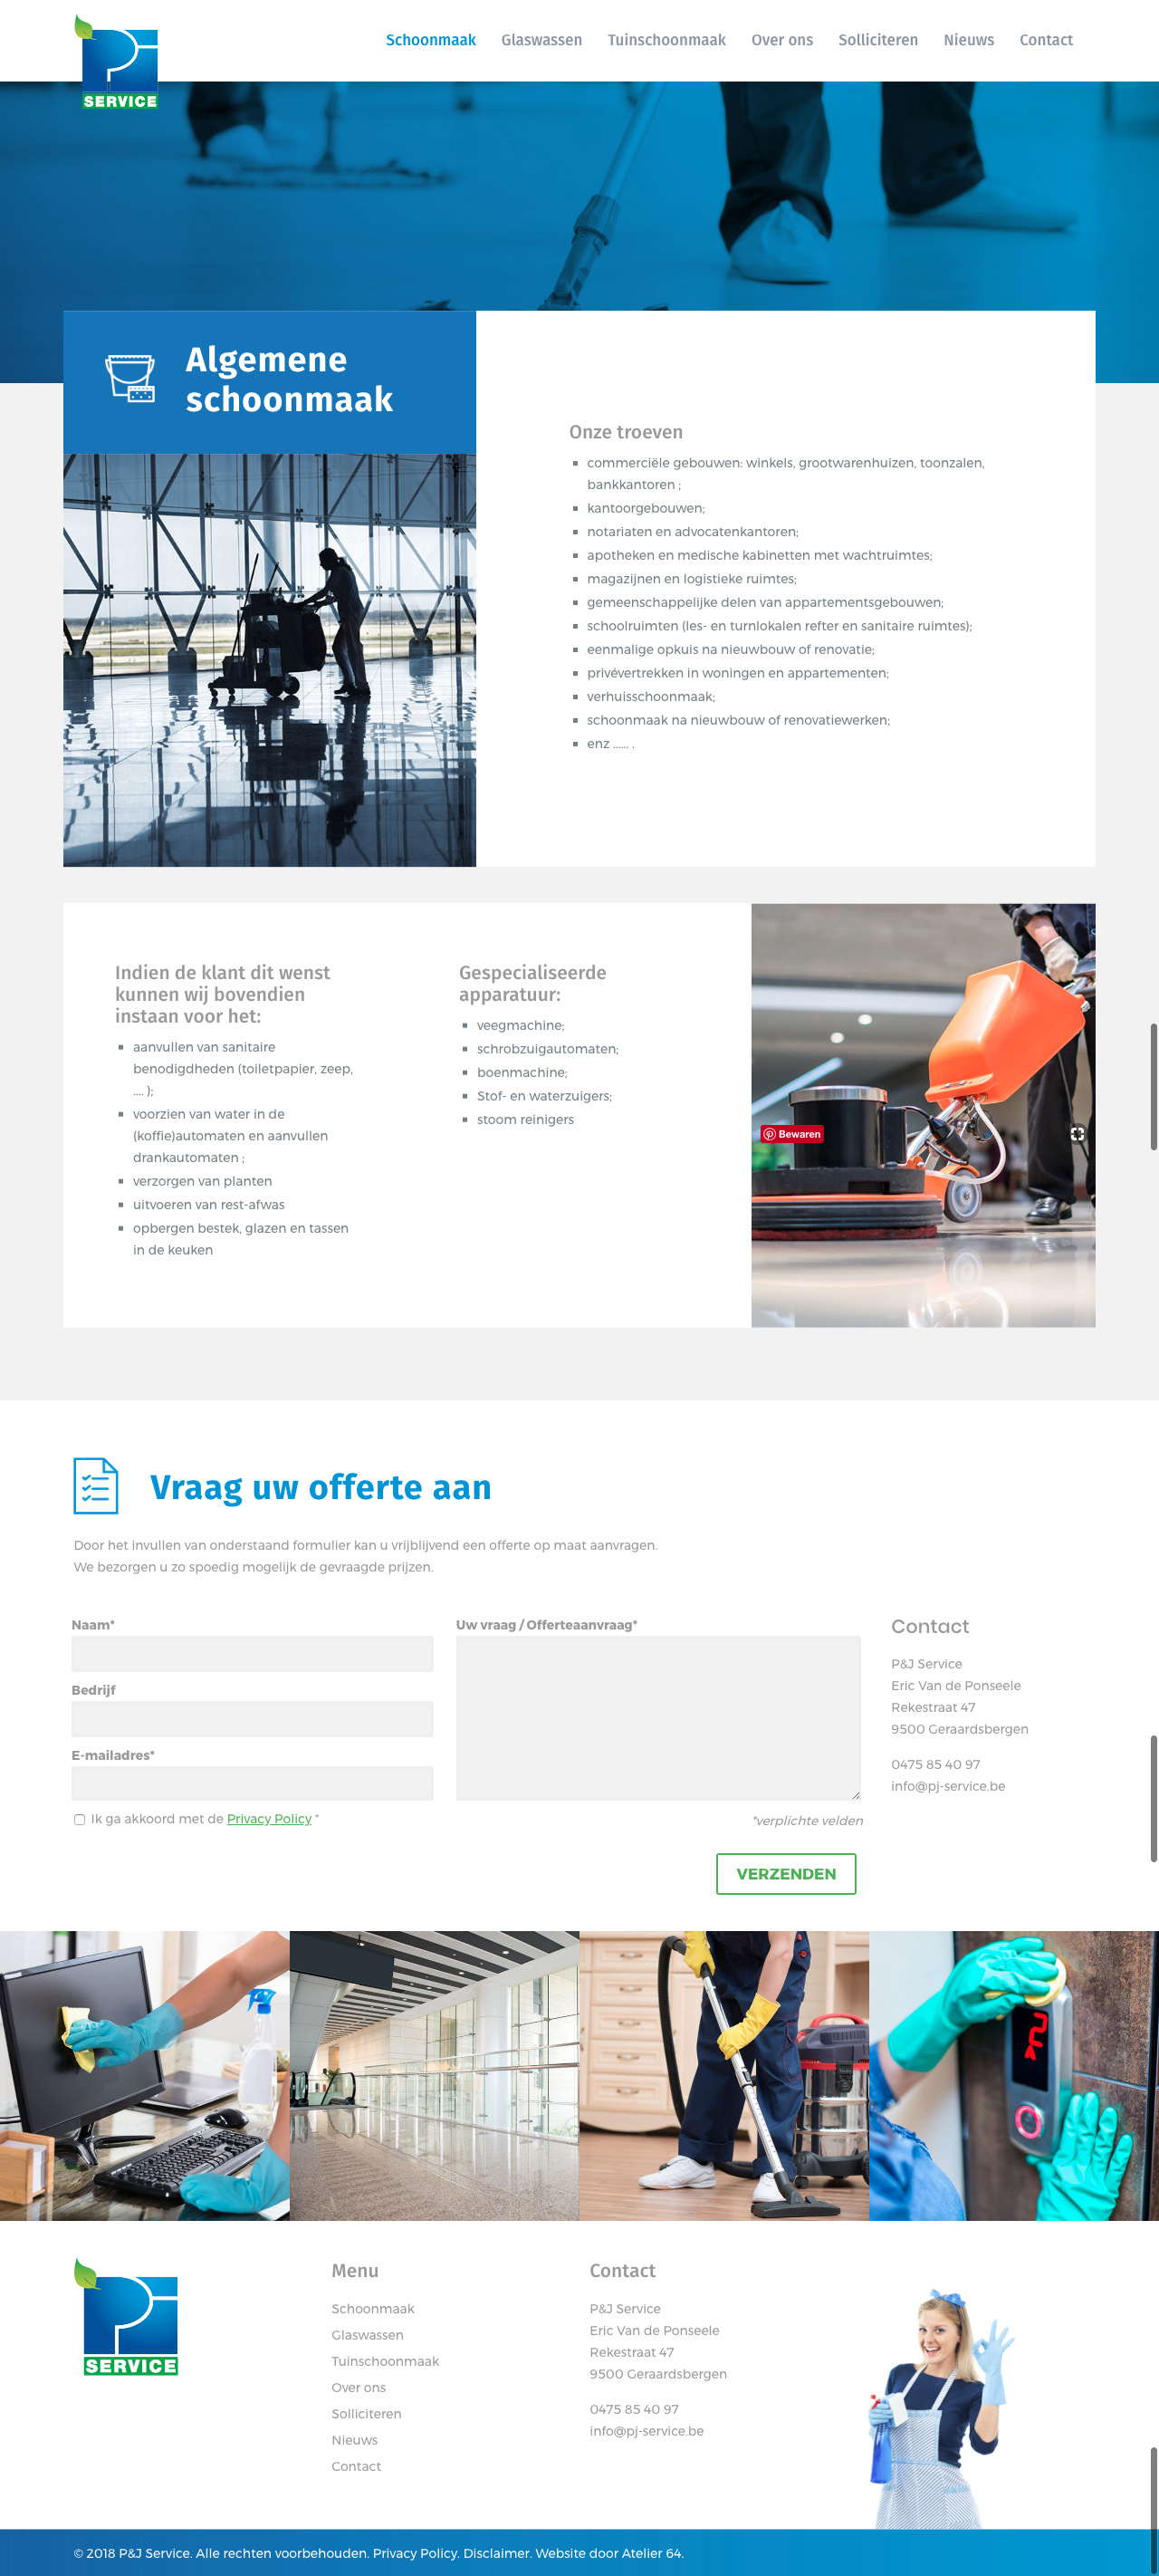 SERVICE
Schoonmaak Glaswassen Tuinschoonmaak Over ons Solliciteren Nieuws Contact
Algemene
schoonmaak
Onze troeven
commerciële gebouwen: winkels, grootwarenhuizen, toonzalen,
bankkantoren ;
kantoorgebouwen;
notariaten en advocatenkantoren;
apotheken en medische kabinetten met wachtruimtes;
magazijnen en logistieke ruimtes;
gemeenschappelijke delen van appartementsgebouwen;
schoolruimten (les- en turnlokalen refter en sanitaire ruimtes);
eenmalige opkuis na nieuwbouw of renovatie;
privévertrekken in woningen en appartementen;
verhuisschoonmaak;
schoonmaak na nieuwbouw of renovatiewerken;
enz ...... .
Indien de klant dit wenst
kunnen wij bovendien
instaan voor het:
aanvullen van sanitaire
benodigdheden (toiletpapier, zeep,
.... );
voorzien van water in de
(koffie)automaten en aanvullen
drankautomaten ;
verzorgen van planten
uitvoeren van rest-afwas
opbergen bestek, glazen en tassen
in de keuken
Gespecialiseerde
apparatuur:
veegmachine;
schrobzuigautomaten;
boenmachine;
Stof- en waterzuigers;
stoom reinigers
Bewaren
Vraag uw offerte aan
Door het invullen van onderstaand formulier kan u vrijblijvend een offerte op maat aanvragen.
We bezorgen u zo spoedig mogelijk de gevraagde prijzen.
Naam*
Bedrijf
E-mailadres*
Ik ga akkoord met de Privacy Policy *
Uw vraag / Offerteaanvraag*
*verplichte velden
VERZENDEN
Contact
P&J Service
Eric Van de Ponseele
Rekestraat 47
9500 Geraardsbergen
0475 85 40 97
info@pj-service.be
SERVICE
Menu
Schoonmaak
Glaswassen
Tuinschoonmaak
Over ons
Solliciteren
Nieuws
Contact
Contact
P&J Service
Eric Van de Ponseele
Rekestraat 47
9500 Geraardsbergen
0475 85 40 97
info@pj-service.be
© 2018 P&J Service. Alle rechten voorbehouden. Privacy Policy. Disclaimer. Website door Atelier 64.